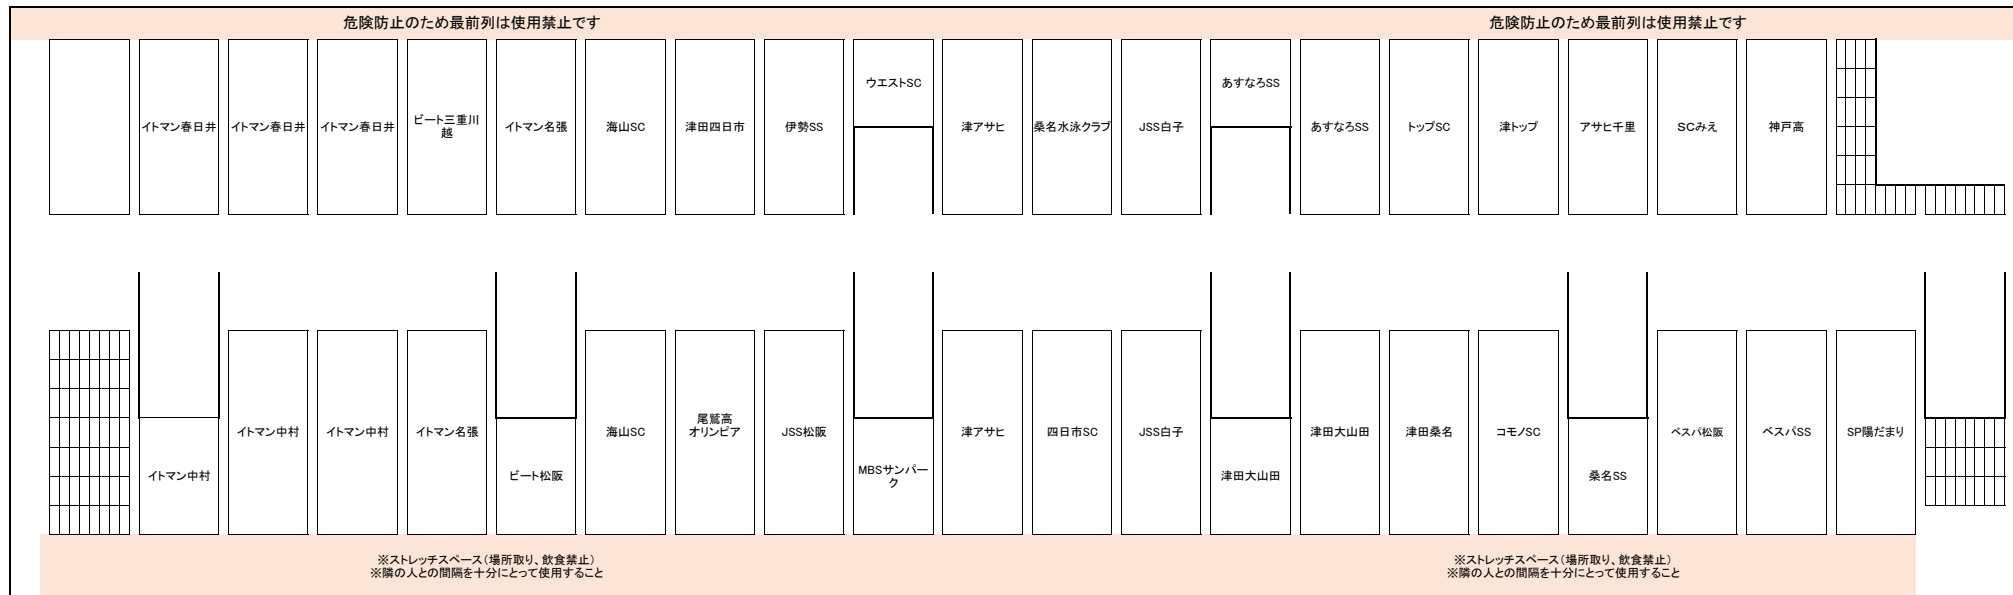 危険防止のため最前列は使用禁止です
危険防止のため最前列は使用禁止です
イトマン春日井
イトマン春日井
イトマン春日井
ビート三重川
越
イトマン名張
海山SC
津田四日市
伊勢SS
ウエストSC
津アサヒ
桑名水泳クラブ
JSS白子
あすなろSS
あすなろSS
トップSC
津トップ
アサヒ千里
SCみえ
神戸高
イトマン中村
イトマン中村
イトマン中村
イトマン名張
ビート松阪
海山SC
尾鷲高
オリンピア
JSS松阪
MBSサンパー
ク
津アサヒ
四日市SC
JSS白子
津田大山田
津田大山田
津田桑名
コモノSC
桑名SS
ベスパ松阪
ベスパSS
SP陽だまり
※ストレッチスペース（場所取り、飲食禁止）
※隣の人との間隔を十分にとって使用すること
※ストレッチスペース（場所取り、飲食禁止）
※隣の人との間隔を十分にとって使用すること